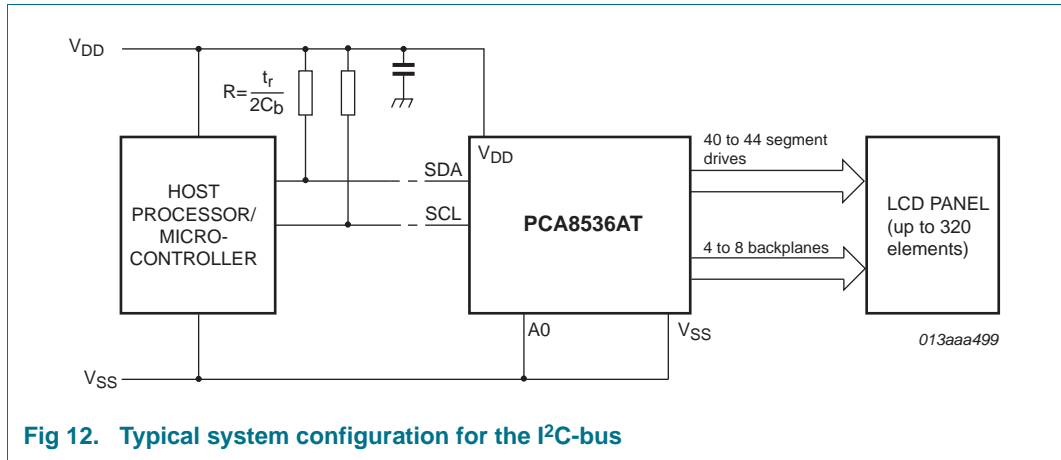 VDD
R=
tr
2Cb
HOST
PROCESSOR/
MICRO-
CONTROLLER
SDA
SCL
VDD
PCA8536AT
A0
VSS
40 to 44 segment
drives
4 to 8 backplanes
LCD PANEL
(up to 320
elements)
013aaa499
VSS
Fig 12. Typical system configuration for the I²C-bus